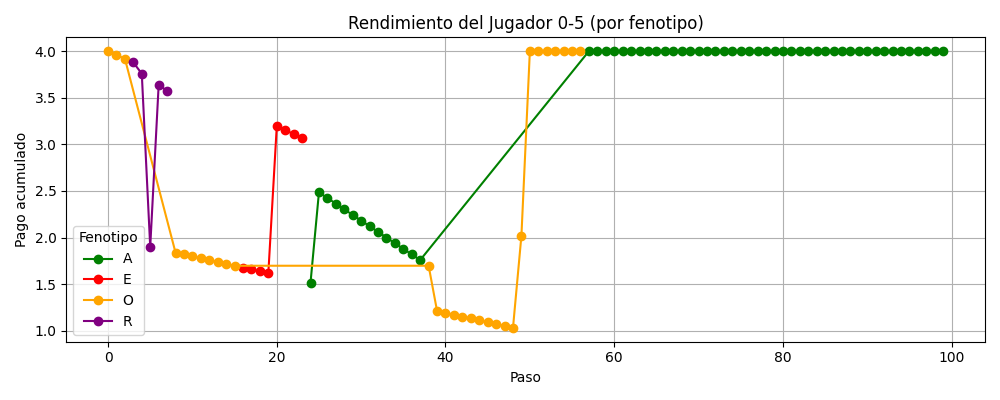 Rendimiento del Jugador 0-5 (por fenotipo)
Pago acumulado
4.0
3.5
3.0
2.5
2.0
1.5
1.0
Fenotipo
A
E
O
R
0
20
40
60
80
100
Paso